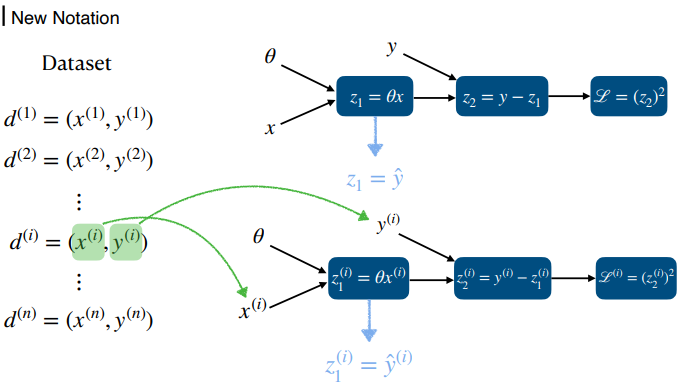 New Notation
Dataset
d⁽¹⁾ = (x⁽¹⁾, y⁽¹⁾)
d⁽²⁾ = (x⁽²⁾, y⁽²⁾)
⋮
d⁽ⁱ⁾ = (x⁽ⁱ⁾, y⁽ⁱ⁾)
⋮
d⁽ⁿ⁾ = (x⁽ⁿ⁾, y⁽ⁿ⁾)
θ
y
x
z₁ = θx
z₂ = y − z₁
ℒ = (z₂)²
z₁ = ŷ
θ
y⁽ⁱ⁾
x⁽ⁱ⁾
z₁⁽ⁱ⁾ = θx⁽ⁱ⁾
z₂⁽ⁱ⁾ = y⁽ⁱ⁾ − z₁⁽ⁱ⁾
ℒ⁽ⁱ⁾ = (z₂⁽ⁱ⁾)²
z₁⁽ⁱ⁾ = ŷ⁽ⁱ⁾